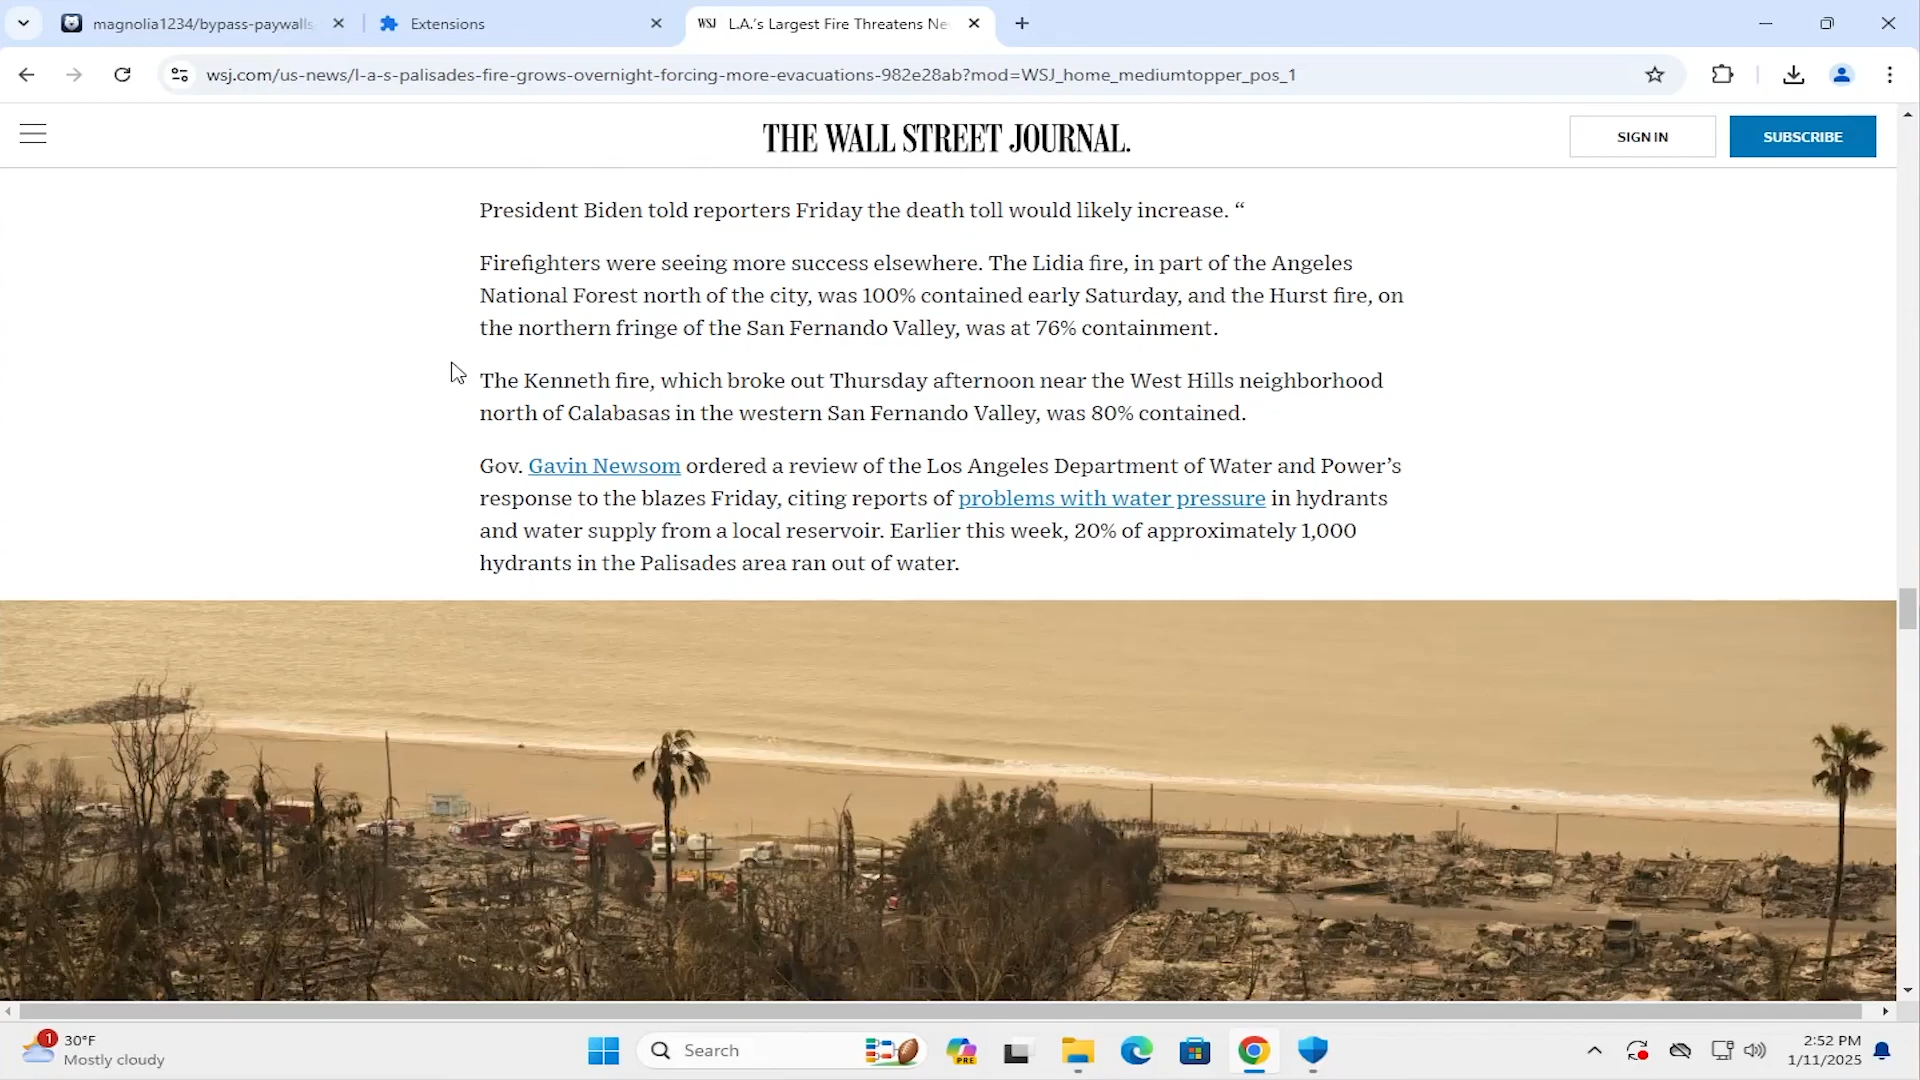 magnolia1234/bypass-paywalls-
Extensions
WSJ L.A.'s Largest Fire Threatens Ne
wsj.com/us-news/l-a-s-palisades-fire-grows-overnight-forcing-more-evacuations-982e28ab?mod=WSJ_home_mediumtopper_pos_1
THE WALL STREET JOURNAL.
SIGN IN
SUBSCRIBE
President Biden told reporters Friday the death toll would likely increase. “
Firefighters were seeing more success elsewhere. The Lidia fire, in part of the Angeles
National Forest north of the city, was 100% contained early Saturday, and the Hurst fire, on
the northern fringe of the San Fernando Valley, was at 76% containment.
The Kenneth fire, which broke out Thursday afternoon near the West Hills neighborhood
north of Calabasas in the western San Fernando Valley, was 80% contained.
Gov. Gavin Newsom ordered a review of the Los Angeles Department of Water and Power’s
response to the blazes Friday, citing reports of problems with water pressure in hydrants
and water supply from a local reservoir. Earlier this week, 20% of approximately 1,000
hydrants in the Palisades area ran out of water.
1
30°F
Mostly cloudy
Search
PRE
2:52 PM
1/11/2025